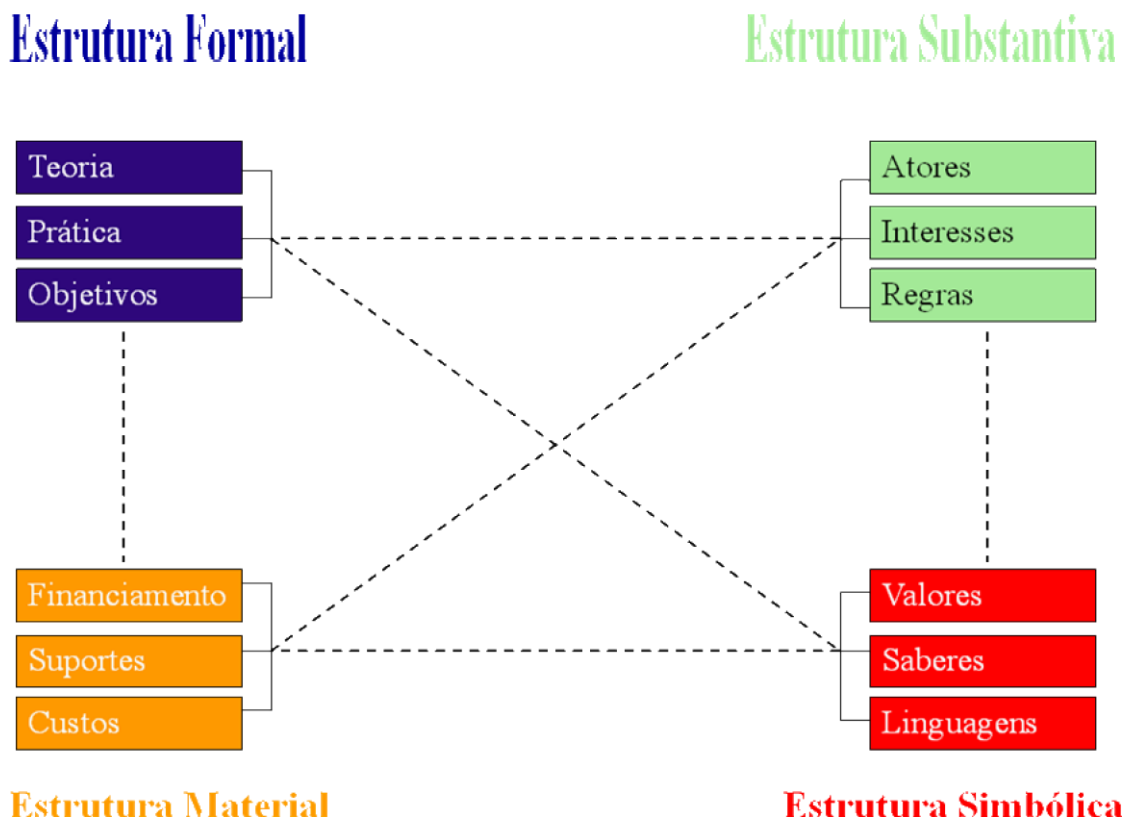 Estrutura Formal
Estrutura Substantiva
Teoria
Prática
Objetivos
Atores
Interesses
Regras
Financiamento
Suportes
Custos
Valores
Saberes
Linguagens
Estrutura Material
Estrutura Simbólica